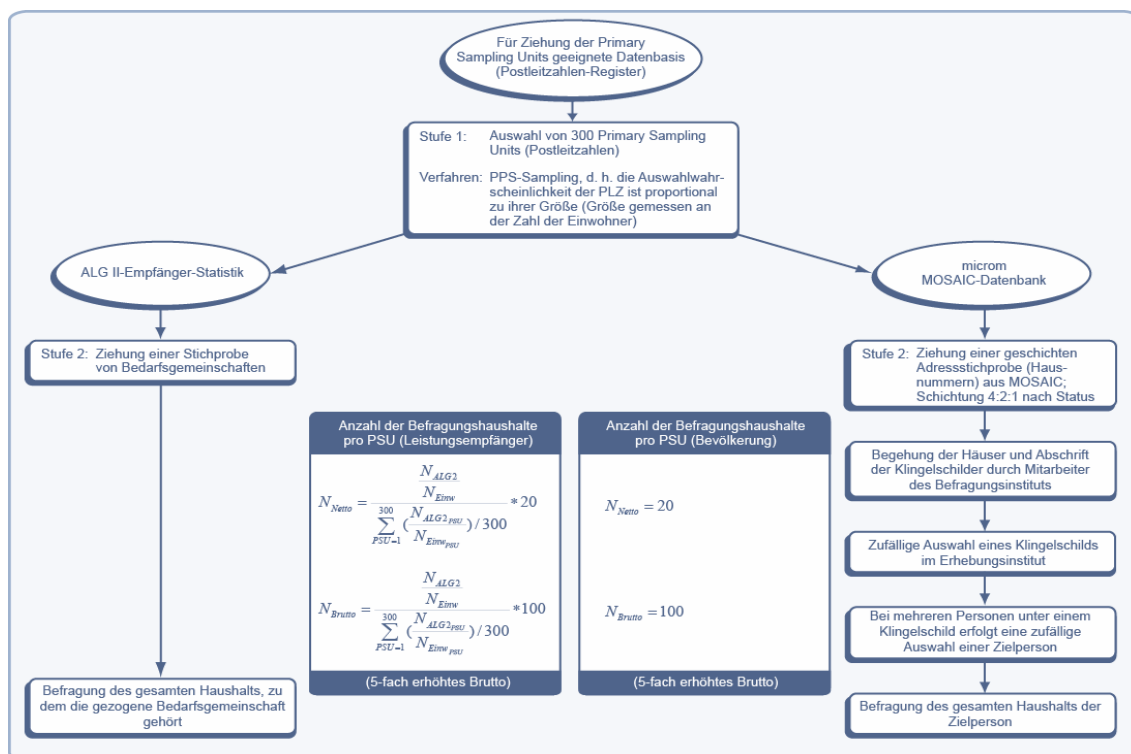 Für Ziehung der Primary
Sampling Units geeignete Datenbasis
(Postleitzahlen-Register)
Stufe 1: Auswahl von 300 Primary Sampling
Units (Postleitzahlen)
Verfahren: PPS-Sampling, d. h. die Auswahlwahr-
scheinlichkeit der PLZ ist proportional
zu ihrer Größe (Größe gemessen an
der Zahl der Einwohner)
ALG II-Empfänger-Statistik
Stufe 2: Ziehung einer Stichprobe
von Bedarfsgemeinschaften
Befragung des gesamten Haushalts, zu
dem die gezogene Bedarfsgemeinschaft
gehört
Anzahl der Befragungshaushalte
pro PSU (Leistungsempfänger)
N_Netto = (N_ALG2 / N_Einw) / (∑_{PSU=1}^{300} (N_ALG2_PSU / N_Einw_PSU) / 300) * 20
N_Brutto = (N_ALG2 / N_Einw) / (∑_{PSU=1}^{300} (N_ALG2_PSU / N_Einw_PSU) / 300) * 100
(5-fach erhöhtes Brutto)
Anzahl der Befragungshaushalte
pro PSU (Bevölkerung)
N_Netto = 20
N_Brutto = 100
(5-fach erhöhtes Brutto)
microm
MOSAIC-Datenbank
Stufe 2: Ziehung einer geschichten
Adressstichprobe (Haus-
nummern) aus MOSAIC;
Schichtung 4:2:1 nach Status
Begehung der Häuser und Abschrift
der Klingelschilder durch Mitarbeiter
des Befragungsinstituts
Zufällige Auswahl eines Klingelschilds
im Erhebungsinstitut
Bei mehreren Personen unter einem
Klingelschild erfolgt eine zufällige
Auswahl einer Zielperson
Befragung des gesamten Haushalts der
Zielperson